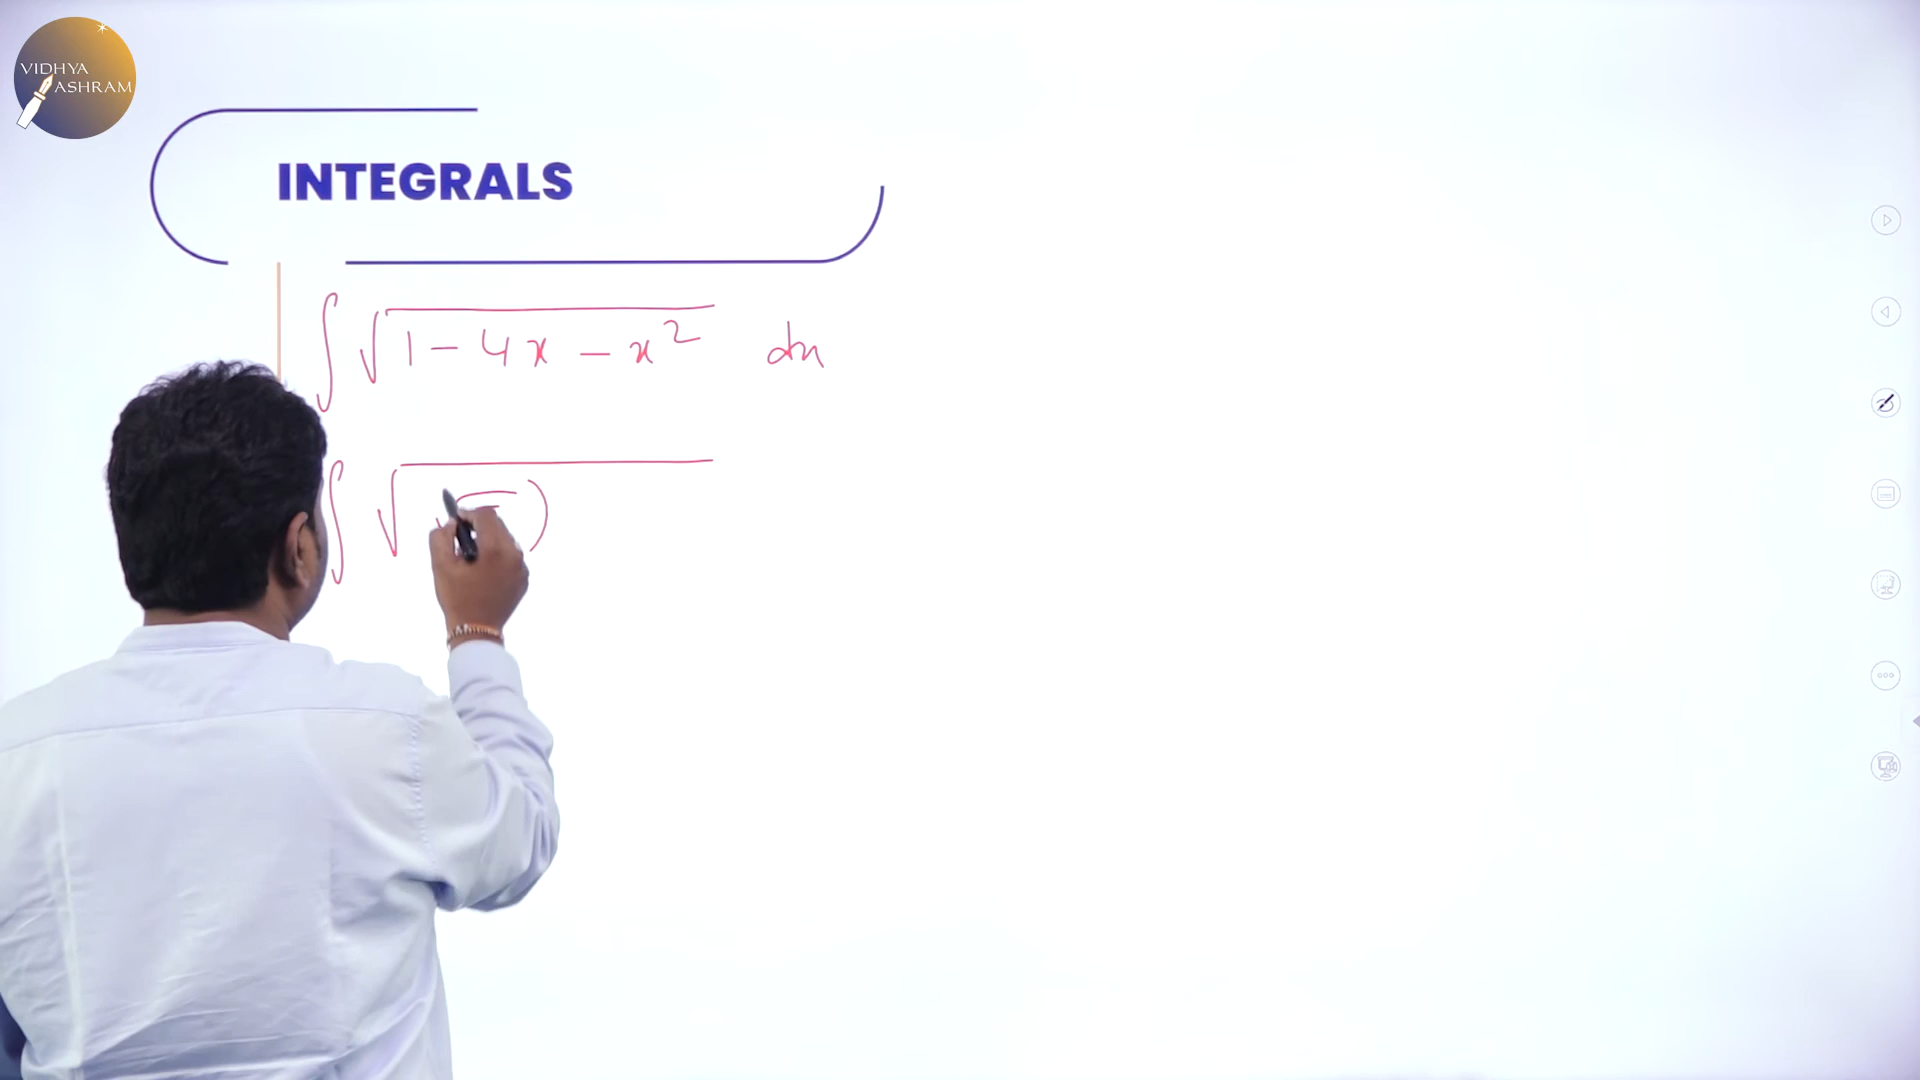 VIDHYA
ASHRAM
INTEGRALS
∫ √(1 - 4x - x²) dx
∫ √ √ )